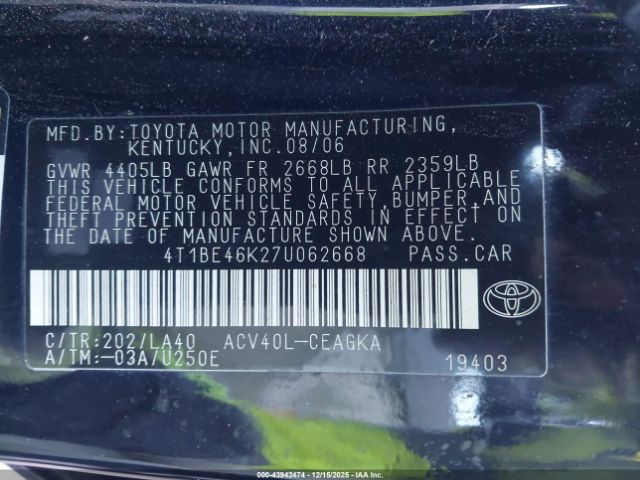 MFD.BY:TOYOTA MOTOR MANUFACTURING,
KENTUCKY,INC.08/06
GVWR 4405LB GAWR FR 2668LB RR 2359LB
THIS VEHICLE CONFORMS TO ALL APPLICABLE
FEDERAL MOTOR VEHICLE SAFETY,BUMPER,AND
THEFT PREVENTION STANDARDS IN EFFECT ON
THE DATE OF MANUFACTURE SHOWN ABOVE.
4T1BE46K27U062668 PASS.CAR
C/TR:202/LA40 ACV40L-CEAGKA
A/TM:-03A/U250E 19403
TOYOTA
000-43942474 - 12/15/2025 - IAA Inc.